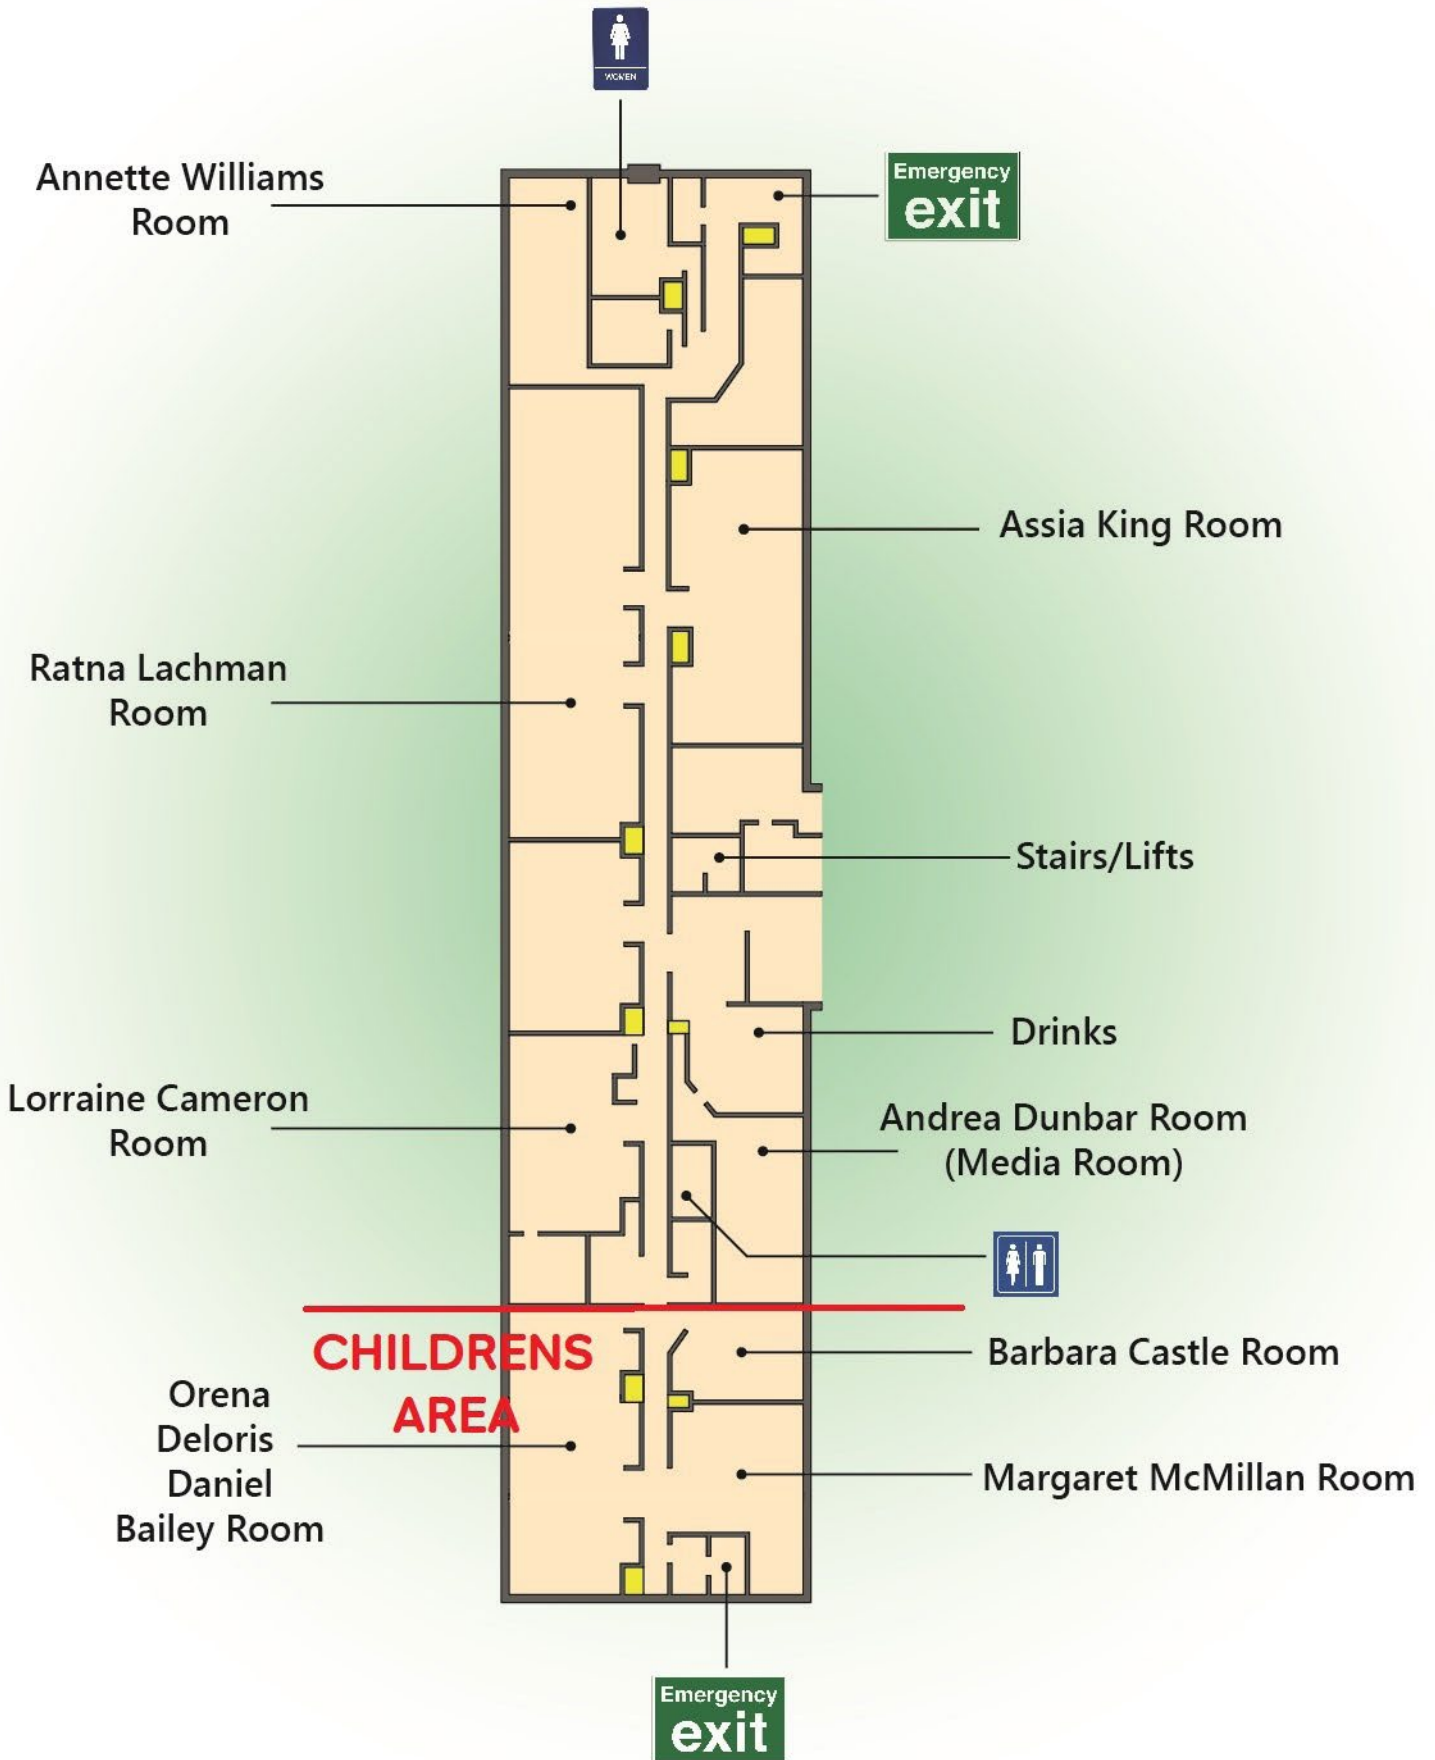 WOMEN
Annette Williams
Room
Emergency
exit
Assia King Room
Ratna Lachman
Room
Stairs/Lifts
Drinks
Lorraine Cameron
Room
Andrea Dunbar Room
(Media Room)
CHILDRENS
AREA
Barbara Castle Room
Orena
Deloris
Daniel
Bailey Room
Margaret McMillan Room
Emergency
exit